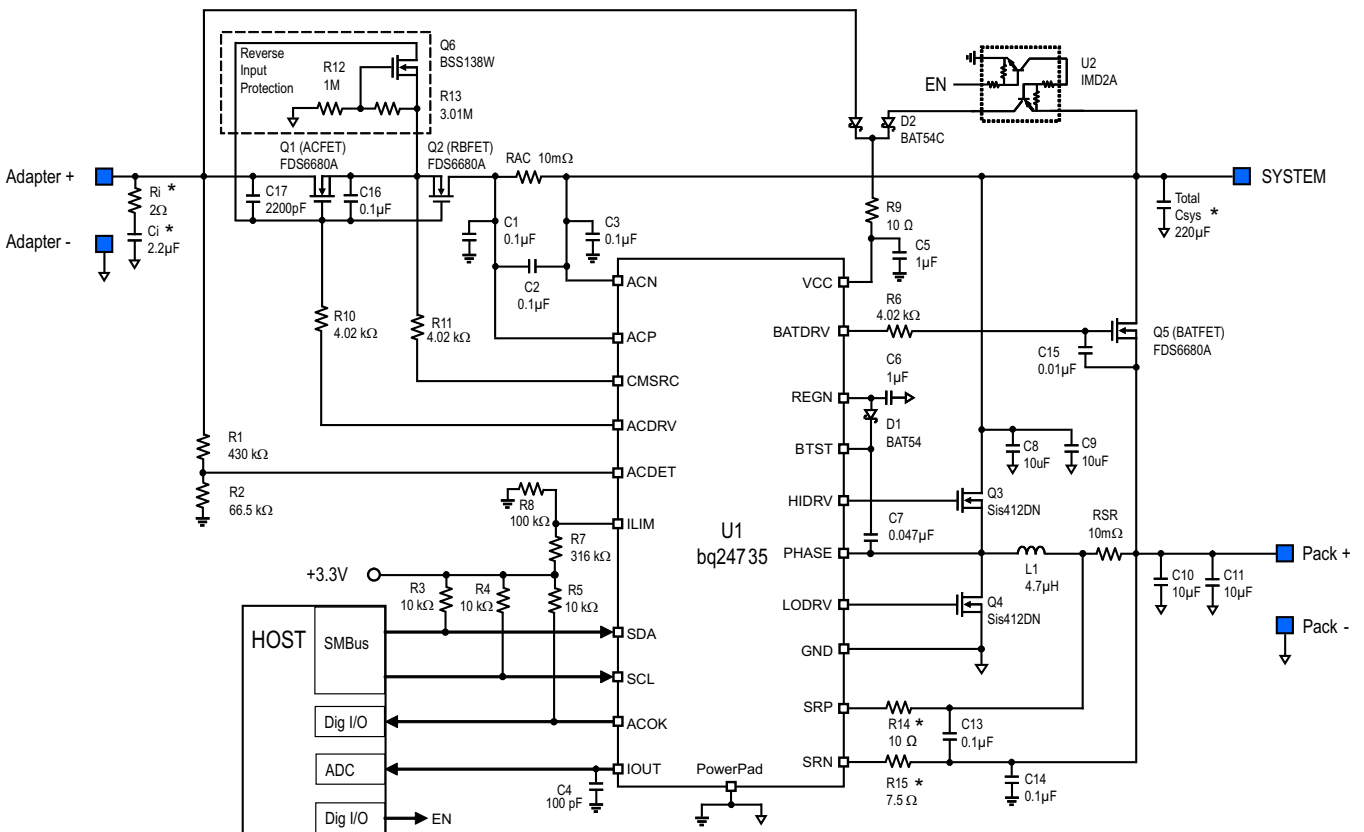 Reverse
Input
Protection
R12
1M
Q6
BSS138W
R13
3.01M
U2
IMD2A
EN
D2
BAT54C
Q1 (ACFET)
FDS6680A
Q2 (RBFET)
FDS6680A
RAC 10mΩ
Adapter +
Ri *
2Ω
Ci *
2.2µF
Adapter -
C17
2200pF
C16
0.1µF
C1
0.1µF
C3
0.1µF
C2
0.1µF
R9
10 Ω
C5
1µF
SYSTEM
Total
Csys *
220µF
R10
4.02 kΩ
R11
4.02 kΩ
ACN
ACP
CMSRC
ACDRV
ACDET
ILIM
SDA
SCL
ACOK
IOUT
U1
bq24735
PowerPad
VCC
BATDRV
REGN
BTST
HIDRV
PHASE
LODRV
GND
SRP
SRN
R6
4.02 kΩ
C15
0.01µF
Q5 (BATFET)
FDS6680A
C6
1µF
D1
BAT54
C8
10uF
C9
10uF
Q3
Sis412DN
C7
0.047µF
L1
4.7µH
RSR
10mΩ
Pack +
C10
10µF
C11
10µF
Q4
Sis412DN
Pack -
R14 *
10 Ω
C13
0.1µF
R15 *
7.5 Ω
C14
0.1µF
R1
430 kΩ
R2
66.5 kΩ
R8
100 kΩ
R7
316 kΩ
+3.3V
R3
10 kΩ
R4
10 kΩ
R5
10 kΩ
HOST
SMBus
Dig I/O
ADC
C4
100 pF
Dig I/O
EN